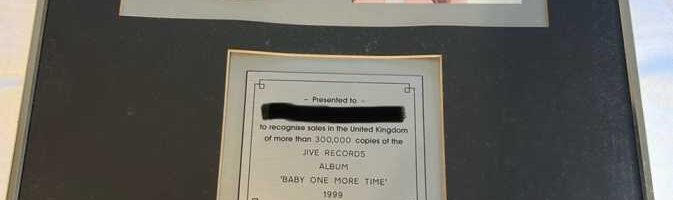 - Presented to -
to recognise sales in the United Kingdom
of more than 300,000 copies of the
JIVE RECORDS
ALBUM
'BABY ONE MORE TIME'
1999